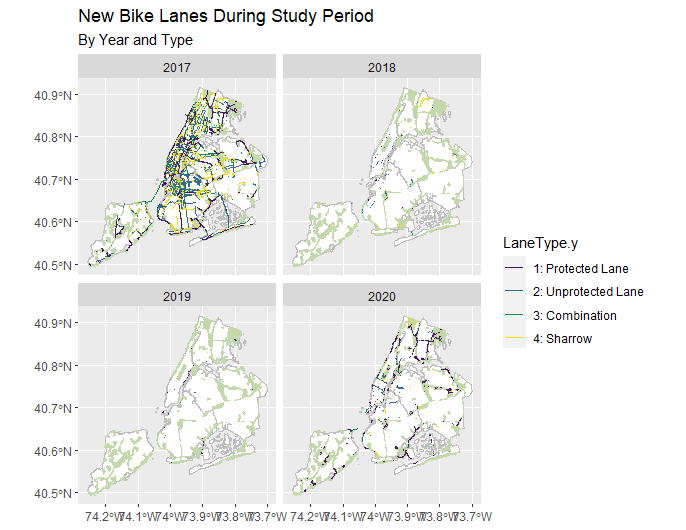 New Bike Lanes During Study Period
By Year and Type
2017
2018
40.9°N
40.8°N
40.7°N
40.6°N
40.5°N
2019
2020
40.9°N
40.8°N
40.7°N
40.6°N
40.5°N
74.2°W 74.1°W 74°W 73.9°W 73.8°W 73.7°W
74.2°W 74.1°W 74°W 73.9°W 73.8°W 73.7°W
LaneType.y
1: Protected Lane
2: Unprotected Lane
3: Combination
4: Sharrow